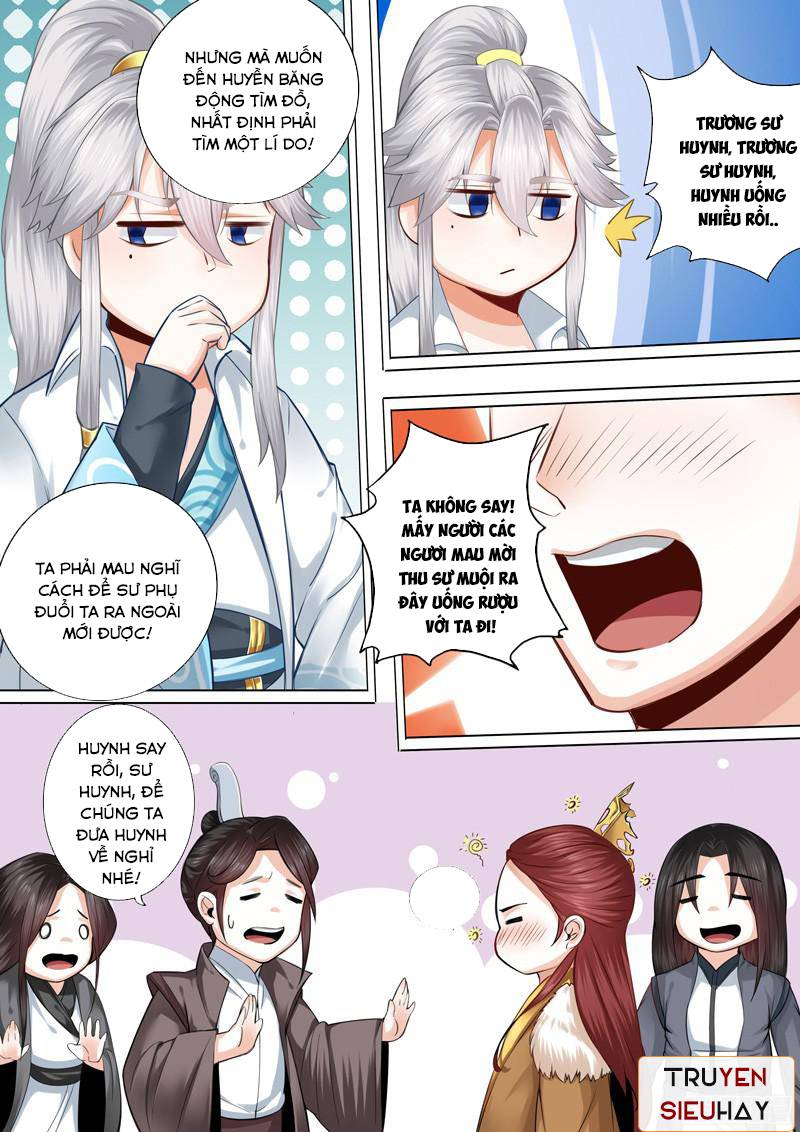 NHƯNG MÀ MUỐN
ĐẾN HUYỀN BĂNG
ĐỘNG TÌM ĐỒ,
NHẤT ĐỊNH PHẢI
TÌM MỘT LÍ DO!
TRƯƠNG SƯ
HUYNH, TRƯƠNG
SƯ HUYNH,
HUYNH UỐNG
NHIỀU RỒI..
TA PHẢI MAU NGHĨ
CÁCH ĐỂ SƯ PHỤ
ĐUỔI TA RA NGOÀI
MỚI ĐƯỢC!
TA KHÔNG SAY!
MẤY NGƯỜI CÁC
NGƯƠI MAU MỜI
THU SƯ MUỘI RA
ĐÂY UỐNG RƯỢU
VỚI TA ĐI!
HUYNH SAY
RỒI, SƯ
HUYNH, ĐỂ
CHÚNG TA
ĐƯA HUYNH
VỀ NGHỈ
NHÉ!
TRUYEN
SIEUHAY